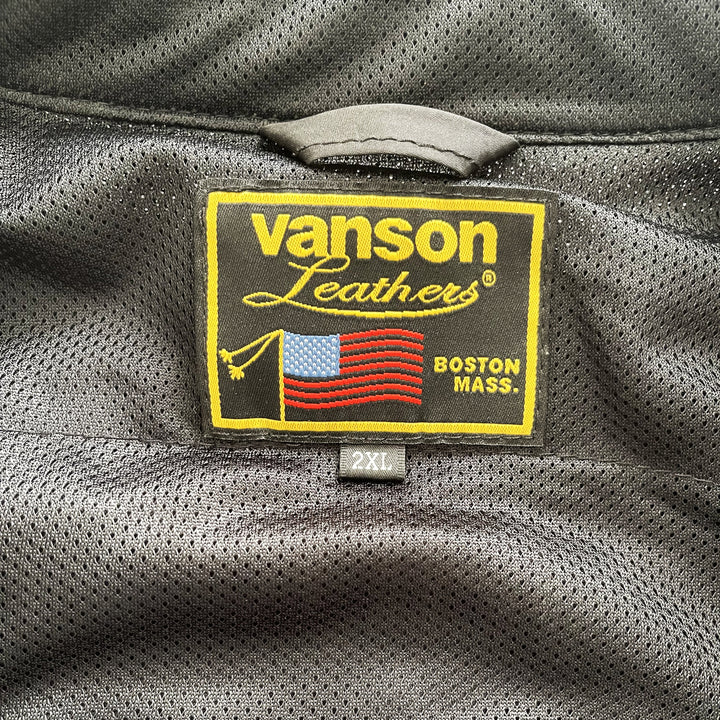 vanson
Leathers®
BOSTON
MASS.
2XL